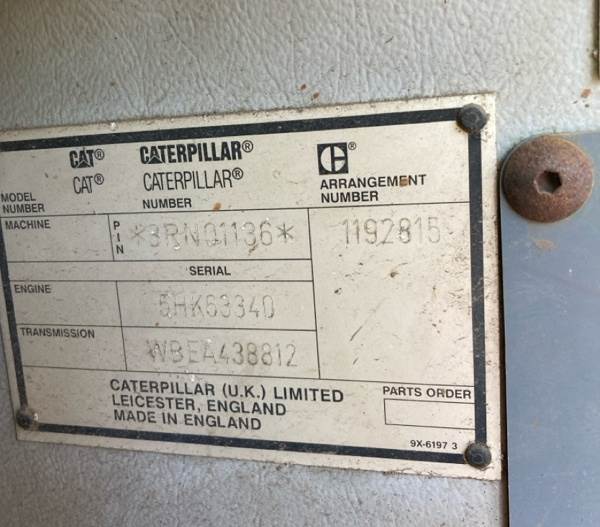 CAT® CATERPILLAR® C®
CAT® CATERPILLAR®
MODEL NUMBER NUMBER ARRANGEMENT NUMBER
MACHINE PIN *3RN01136* 1192815
SERIAL
ENGINE 5HK63340
TRANSMISSION WBEA438812
CATERPILLAR (U.K.) LIMITED
LEICESTER, ENGLAND
MADE IN ENGLAND
PARTS ORDER
9X-6197 3